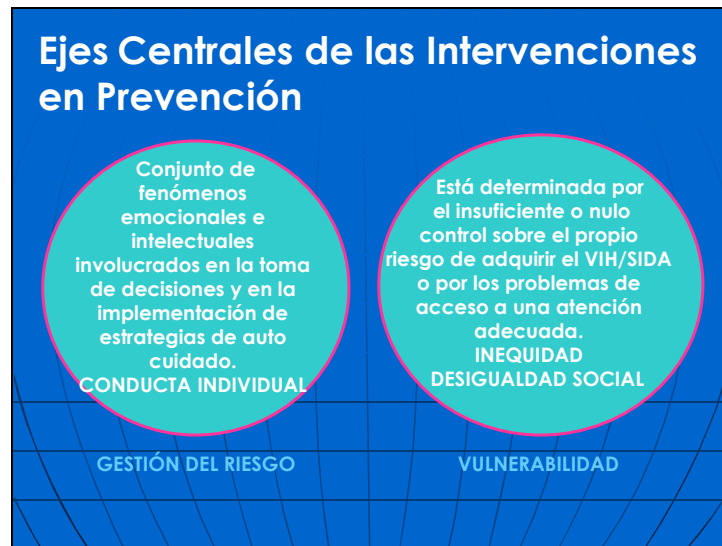 Ejes Centrales de las Intervenciones
en Prevención
Conjunto de
fenómenos
emocionales e
intelectuales
involucrados en la toma
de decisiones y en la
implementación de
estrategias de auto
cuidado.
CONDUCTA INDIVIDUAL
Está determinada por
el insuficiente o nulo
control sobre el propio
riesgo de adquirir el VIH/SIDA
o por los problemas de
acceso a una atención
adecuada.
INEQUIDAD
DESIGUALDAD SOCIAL
GESTIÓN DEL RIESGO
VULNERABILIDAD